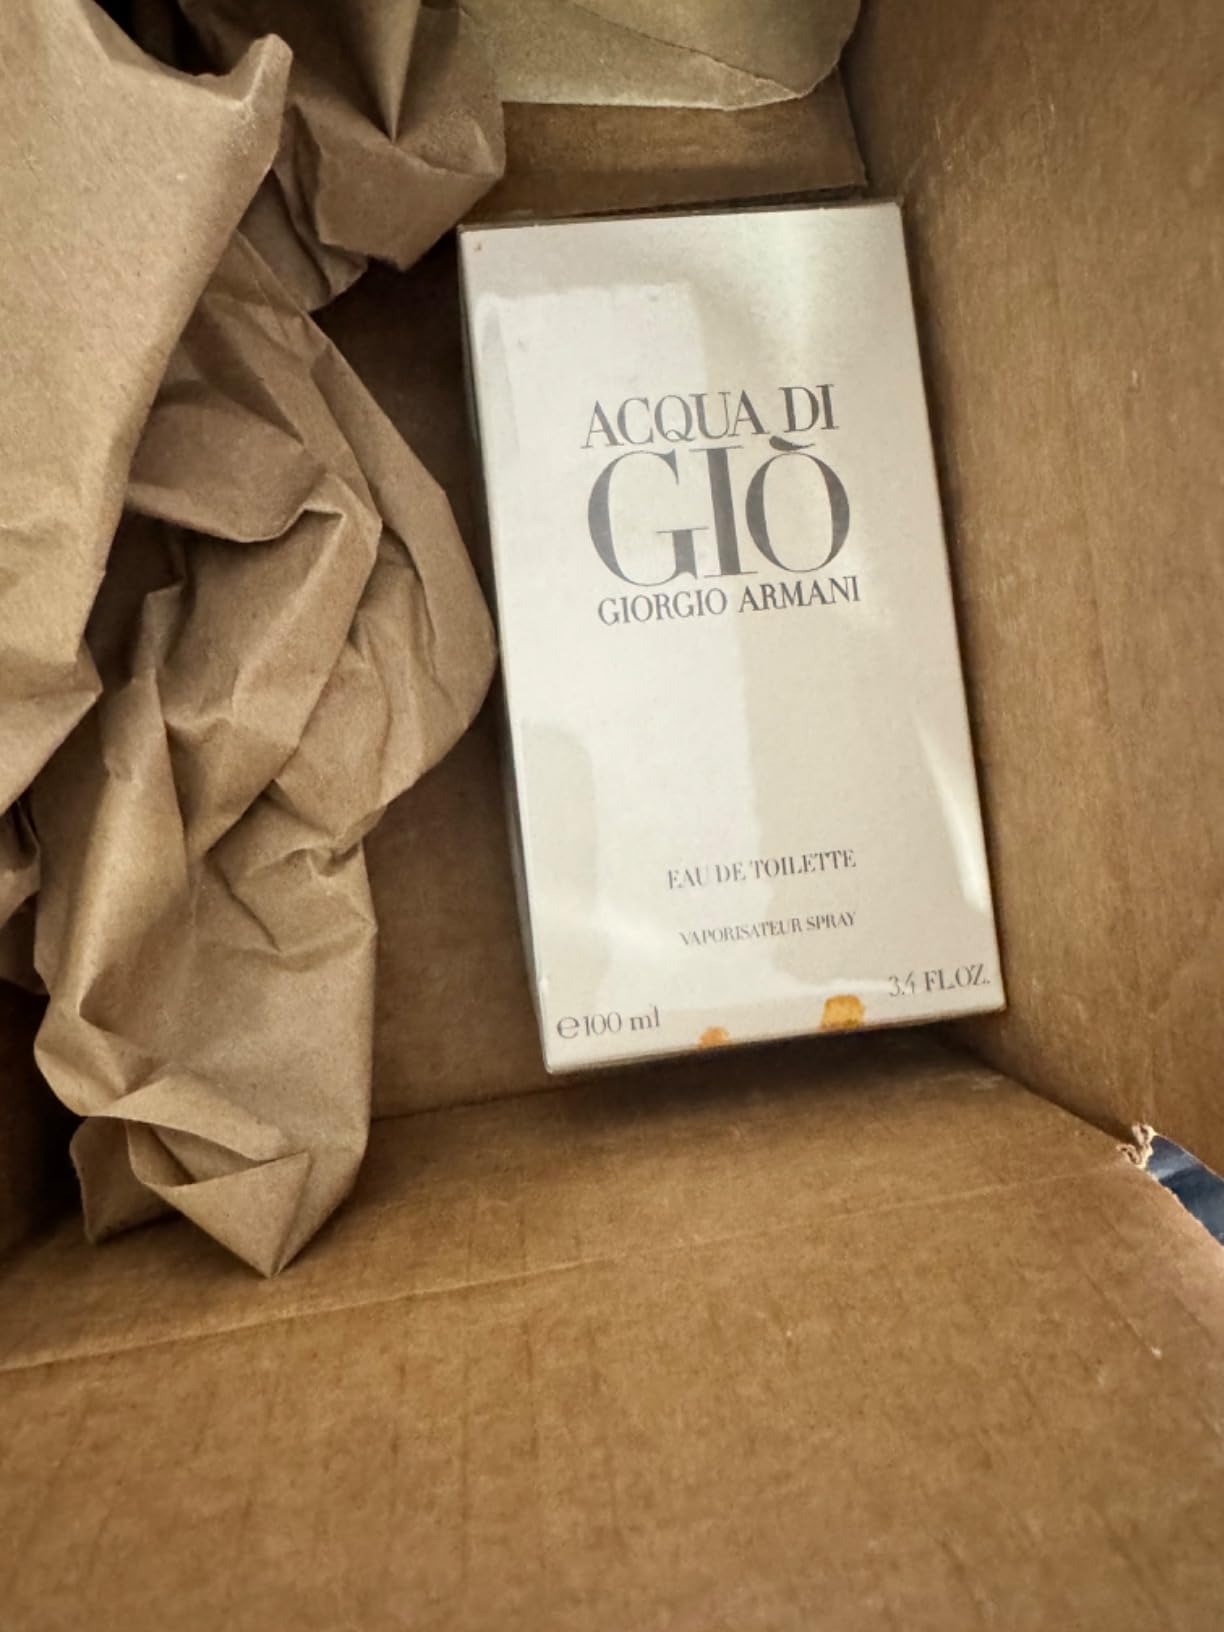 ACQUA DI
GIÒ
GIORGIO ARMANI
EAU DE TOILETTE
VAPORISATEUR SPRAY
℮100 ml
3.4 FL.OZ.